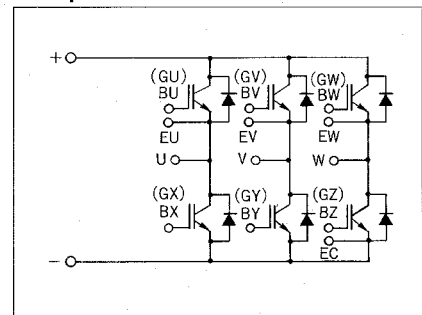 +
(GU) (GV) (GW)
BU BV BW
EU EV EW
U V W
(GX) (GY) (GZ)
BX BY BZ
EC
-